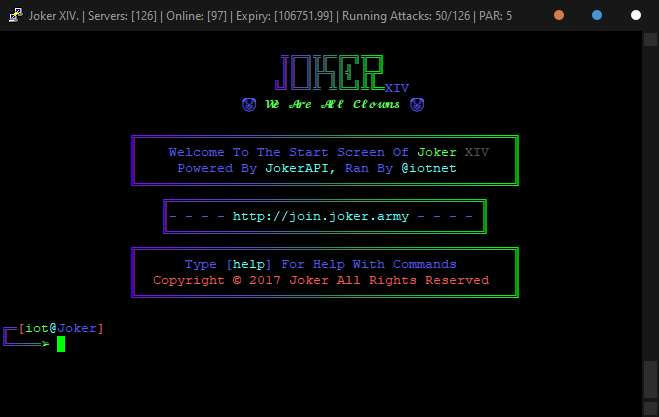 Joker XIV. | Servers: [126] | Online: [97] | Expiry: [106751.99] | Running Attacks: 50/126 | PAR: 5
JOKER
XIV
We Are All Clowns
Welcome To The Start Screen Of Joker XIV
Powered By JokerAPI, Ran By @iotnet
- - - - http://join.joker.army - - - -
Type [help] For Help With Commands
Copyright © 2017 Joker All Rights Reserved
[iot@Joker]